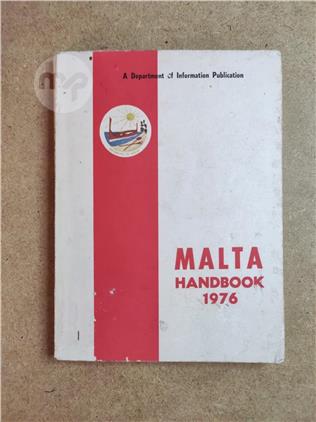 A Department of Information Publication
MALTA
HANDBOOK
1976